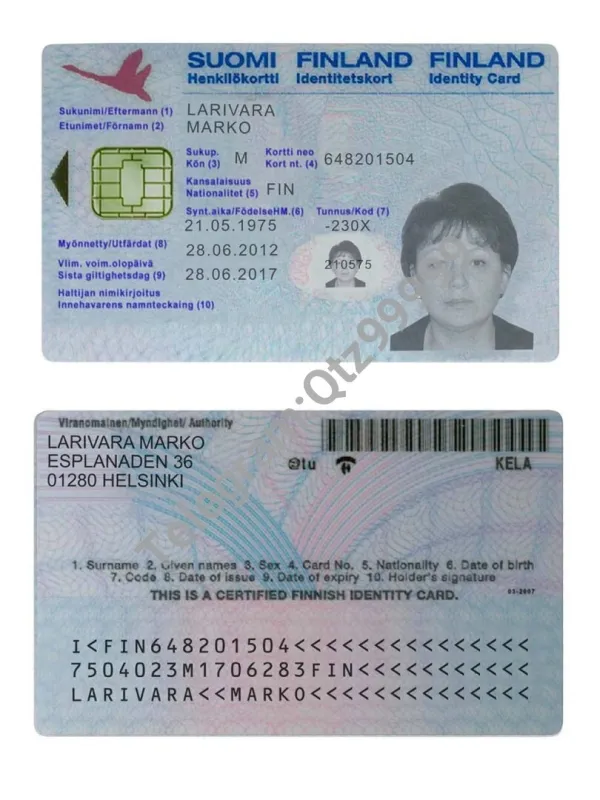 SUOMI FINLAND FINLAND
Henkilökortti Identitetskort Identity Card
Sukunimi/Eftermann (1) LARIVARA
Etunimet/Förnamn (2) MARKO
Sukup. Kortti neo
Kön (3) M Kort nt. (4) 648201504
Kansalaisuus
Nationalitet (5) FIN
Synt.aika/FödelseHM.(6) Tunnus/Kod (7)
21.05.1975 -230X
Myönnetty/Utfärdat (8) 28.06.2012
Viim. voim.olopäivä
Sista giltighetsdag (9) 28.06.2017
210575
Haltijan nimikirjoitus
Innehavarens namnteckaing (10)
Viranomainen/Myndighet/ Authority
LARIVARA MARKO
ESPLANADEN 36
01280 HELSINKI
KELA
1. Surname 2. Given names 3. Sex 4. Card No. 5. Nationality 6. Date of birth
7. Code 8. Date of issue 9. Date of expiry 10. Holder's signature
THIS IS A CERTIFIED FINNISH IDENTITY CARD.
03-2007
I<FIN648201504<<<<<<<<<<<<<<<
7504023M1706283FIN<<<<<<<<<<<
LARIVARA<<MARKO<<<<<<<<<<<<<<